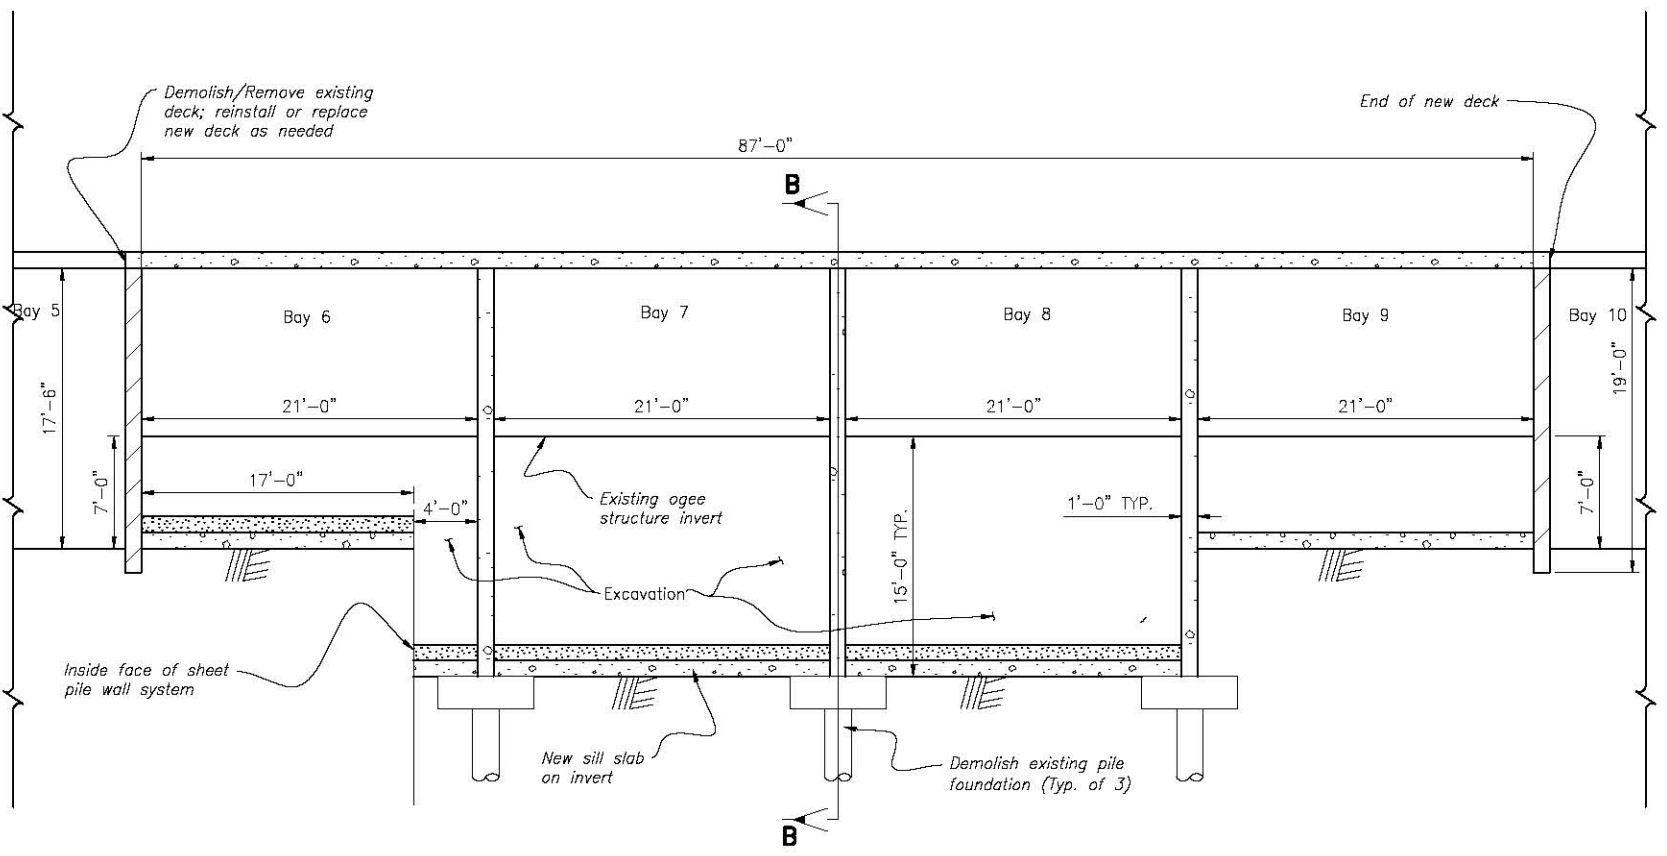 Demolish/Remove existing
deck; reinstall or replace
new deck as needed
End of new deck
87'-0"
B
Bay 5
Bay 6
Bay 7
Bay 8
Bay 9
Bay 10
17'-6"
19'-0"
21'-0"
21'-0"
21'-0"
21'-0"
7'-0"
17'-0"
4'-0"
Existing ogee
structure invert
15'-0" TYP.
1'-0" TYP.
7'-0"
Excavation
Inside face of sheet
pile wall system
New sill slab
on invert
Demolish existing pile
foundation (Typ. of 3)
B